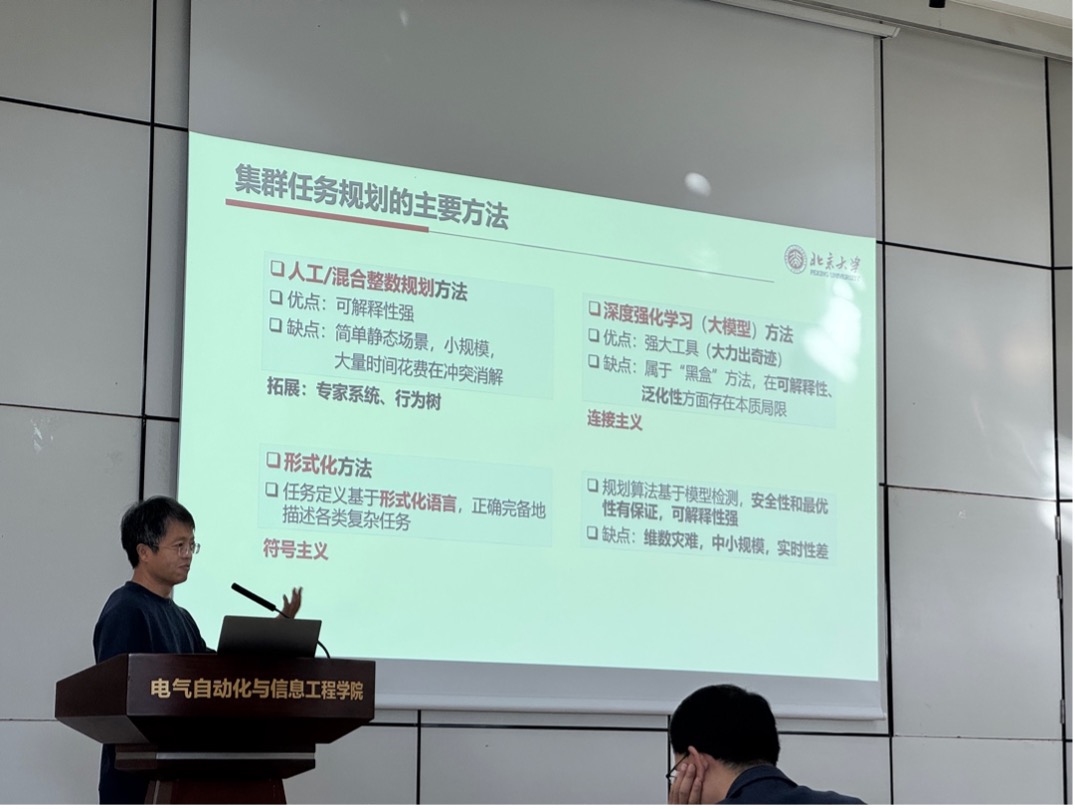 集群任务规划的主要方法
北京大学
PEKING UNIVERSITY
❑人工/混合整数规划方法
❑优点：可解释性强
❑缺点：简单静态场景，小规模，
大量时间花费在冲突消解
拓展：专家系统、行为树
❑深度强化学习（大模型）方法
❑优点：强大工具（大力出奇迹）
❑缺点：属于“黑盒”方法，在可解释性、
泛化性方面存在本质局限
连接主义
❑形式化方法
❑任务定义基于形式化语言，正确完备地
描述各类复杂任务
符号主义
❑规划算法基于模型检测，安全性和最优
性有保证，可解释性强
❑缺点：维数灾难，中小规模，实时性差
电气自动化与信息工程学院